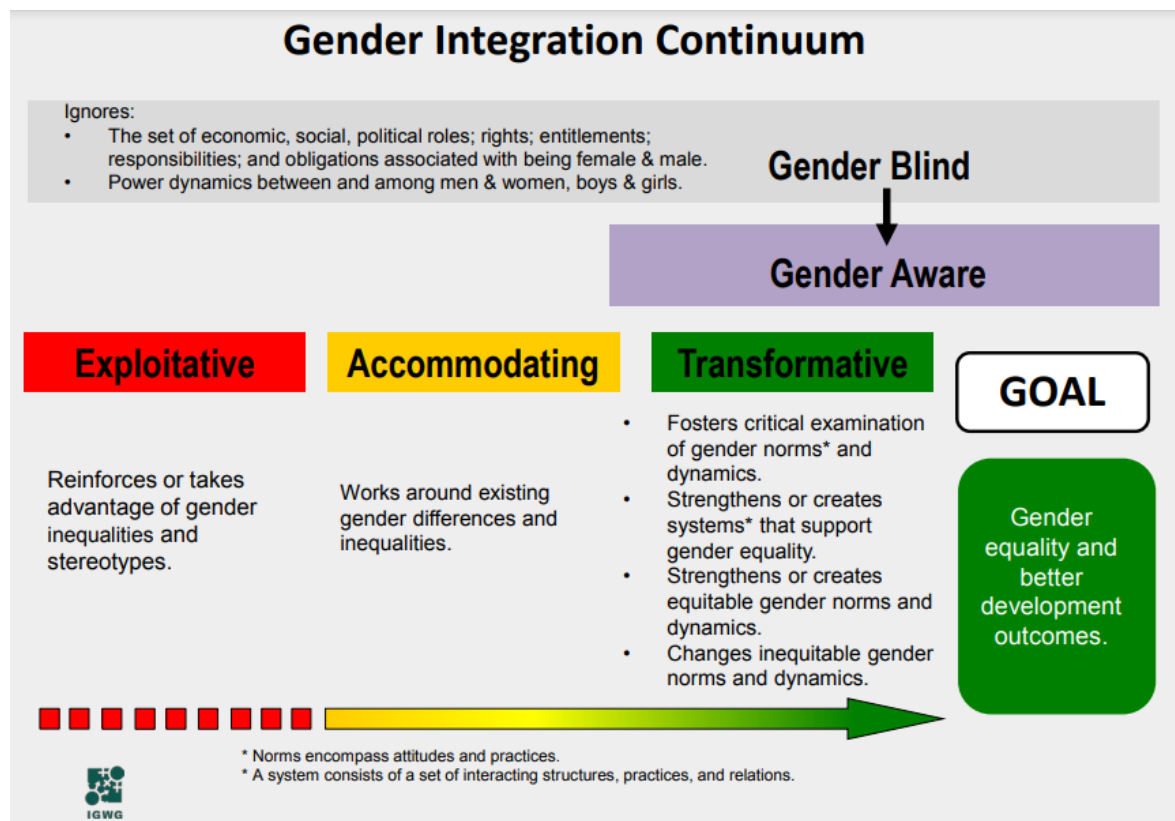 Gender Integration Continuum
Ignores:
• The set of economic, social, political roles; rights; entitlements;
responsibilities; and obligations associated with being female & male.
• Power dynamics between and among men & women, boys & girls.
Gender Blind
Gender Aware
Exploitative
Reinforces or takes
advantage of gender
inequalities and
stereotypes.
Accommodating
Works around existing
gender differences and
inequalities.
Transformative
• Fosters critical examination
of gender norms* and
dynamics.
• Strengthens or creates
systems* that support
gender equality.
• Strengthens or creates
equitable gender norms and
dynamics.
• Changes inequitable gender
norms and dynamics.
GOAL
Gender
equality and
better
development
outcomes.
* Norms encompass attitudes and practices.
* A system consists of a set of interacting structures, practices, and relations.
IGWG